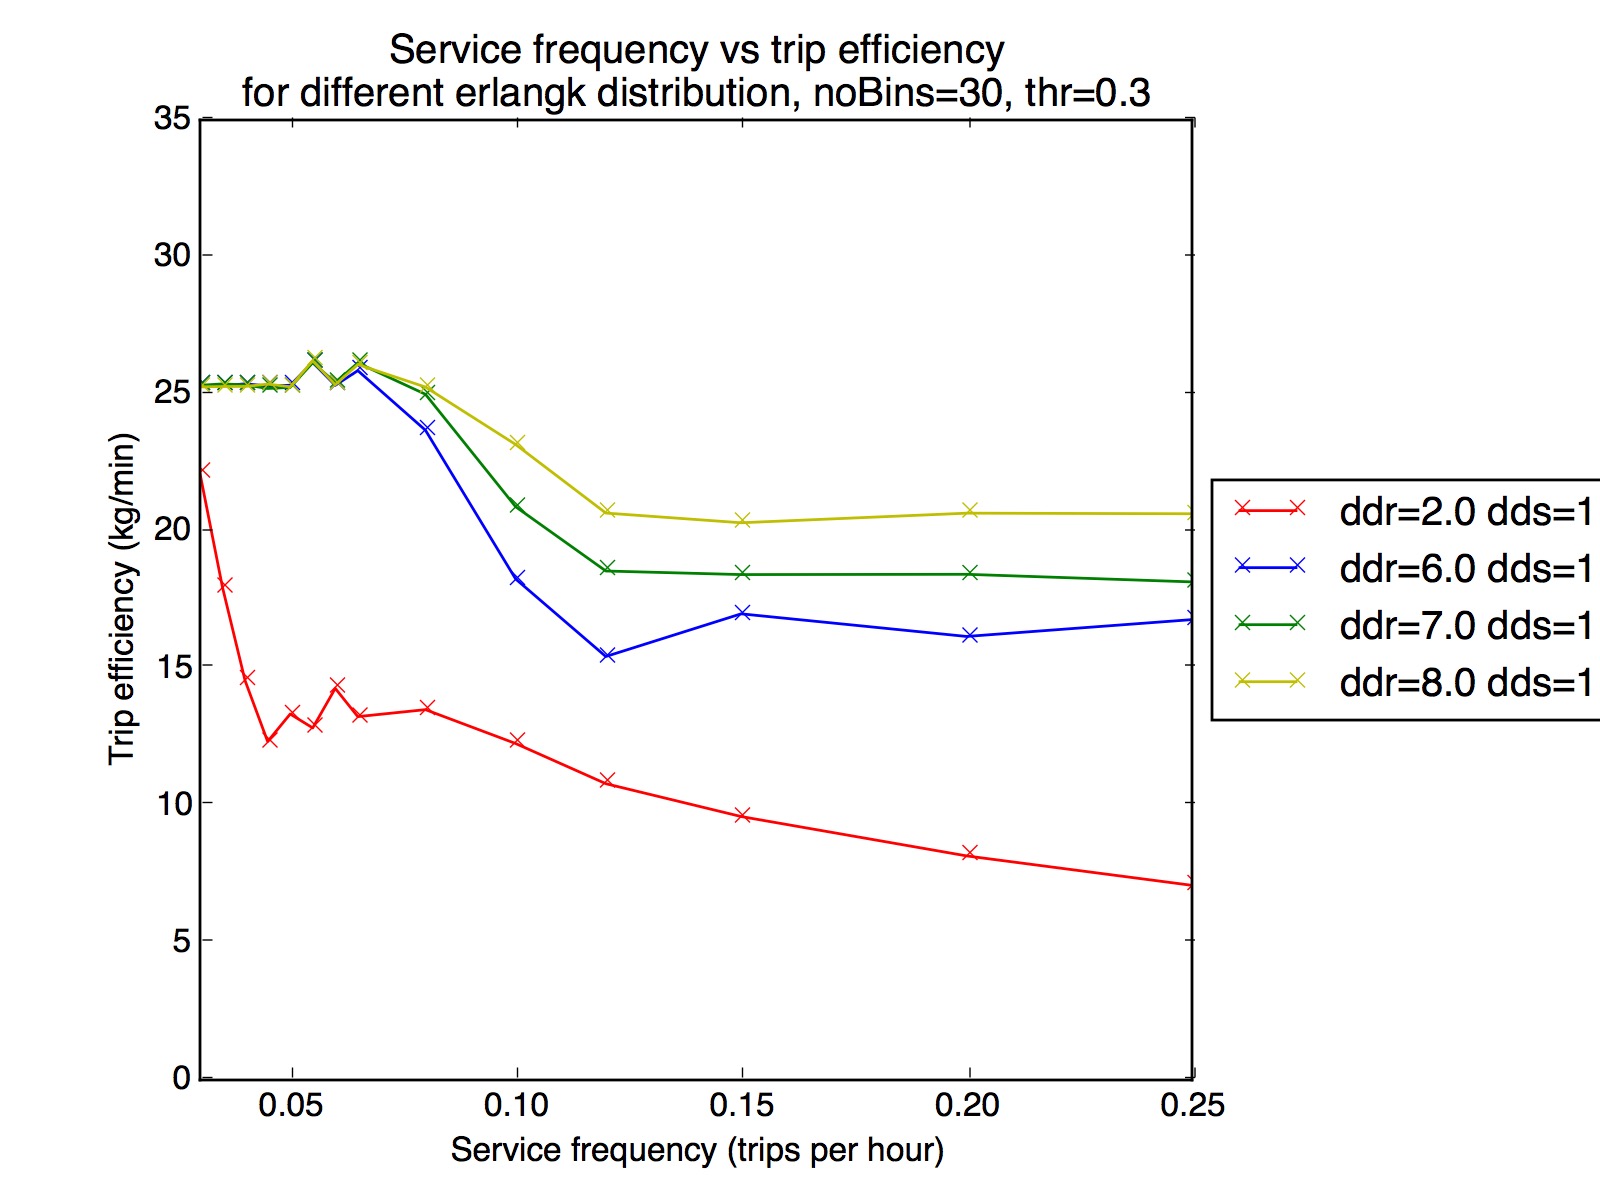 Service frequency vs trip efficiency
for different erlangk distribution, noBins=30, thr=0.3
35
30
25
20
15
10
5
0
Trip efficiency (kg/min)
0.05 0.10 0.15 0.20 0.25
Service frequency (trips per hour)
ddr=2.0 dds=1
ddr=6.0 dds=1
ddr=7.0 dds=1
ddr=8.0 dds=1